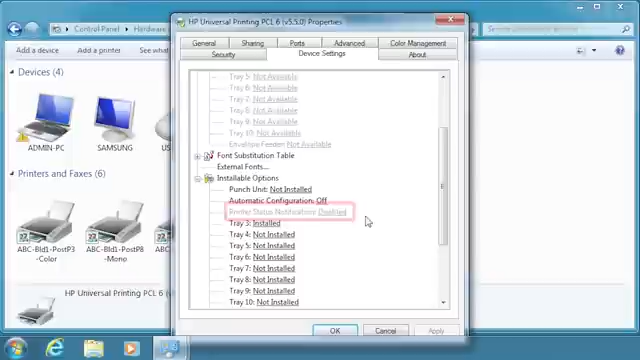 HP Universal Printing PCL 6 (v5.5.0) Properties
Control Panel
Hardware
Add a device
Add a printer
General
Sharing
Ports
Advanced
Color Management
Security
Device Settings
About
Devices (4)
ADMIN-PC
SAMSUNG
US
Printers and Faxes (6)
ABC-Bld1-PostP3
-Color
ABC-Bld1-PostP8
-Mono
HP Universal Printing PCL 6
Tray 5: Not Available
Tray 6: Not Available
Tray 7: Not Available
Tray 8: Not Available
Tray 9: Not Available
Tray 10: Not Available
Envelope Feeder: Not Available
Font Substitution Table
External Fonts...
Installable Options
Punch Unit: Not Installed
Automatic Configuration: Off
Printer Status Notification: Disabled
Tray 3: Installed
Tray 4: Not Installed
Tray 5: Not Installed
Tray 6: Not Installed
Tray 7: Not Installed
Tray 8: Not Installed
Tray 9: Not Installed
Tray 10: Not Installed
OK
Cancel
Apply